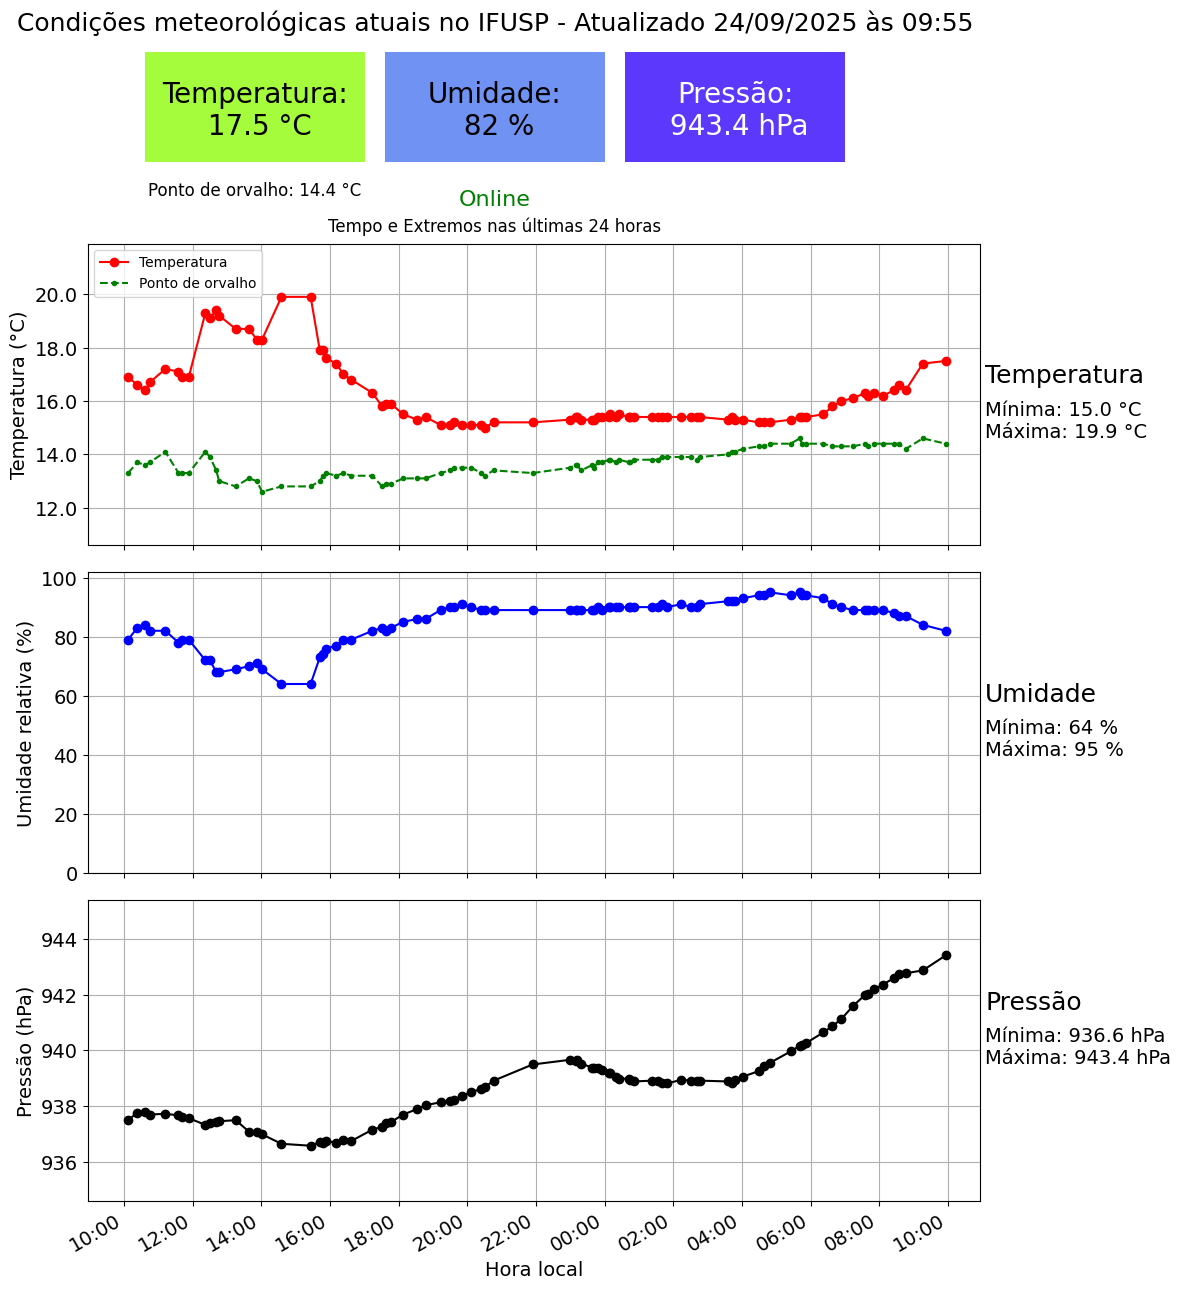 Condições meteorológicas atuais no IFUSP - Atualizado 24/09/2025 às 09:55
Temperatura:
17.5 °C
Umidade:
82 %
Pressão:
943.4 hPa
Ponto de orvalho: 14.4 °C
Online
Tempo e Extremos nas últimas 24 horas
Temperatura
Ponto de orvalho
Temperatura (°C)
20.0
18.0
16.0
14.0
12.0
Temperatura
Mínima: 15.0 °C
Máxima: 19.9 °C
Umidade relativa (%)
100
80
60
40
20
0
Umidade
Mínima: 64 %
Máxima: 95 %
Pressão (hPa)
944
942
940
938
936
Pressão
Mínima: 936.6 hPa
Máxima: 943.4 hPa
10:00
12:00
14:00
16:00
18:00
20:00
22:00
00:00
02:00
04:00
06:00
08:00
10:00
Hora local